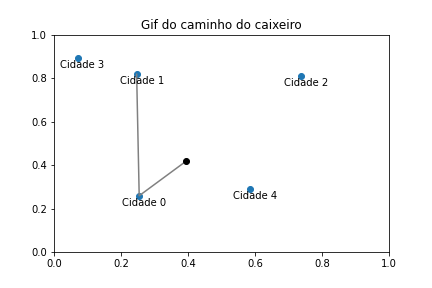 Gif do caminho do caixeiro
1.0
Cidade 3
Cidade 1
0.8
Cidade 2
0.6
0.4
Cidade 4
0.2
Cidade 0
0.0
0.0 0.2 0.4 0.6 0.8 1.0